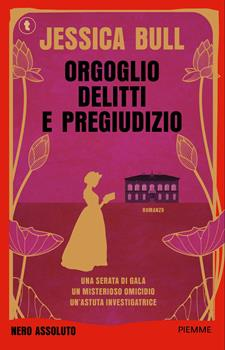 JESSICA BULL
ORGOGLIO
DELITTI
E PREGIUDIZIO
ROMANZO
UNA SERATA DI GALA
UN MISTERIOSO OMICIDIO
UN'ASTUTA INVESTIGATRICE
NERO ASSOLUTO
PIEMME